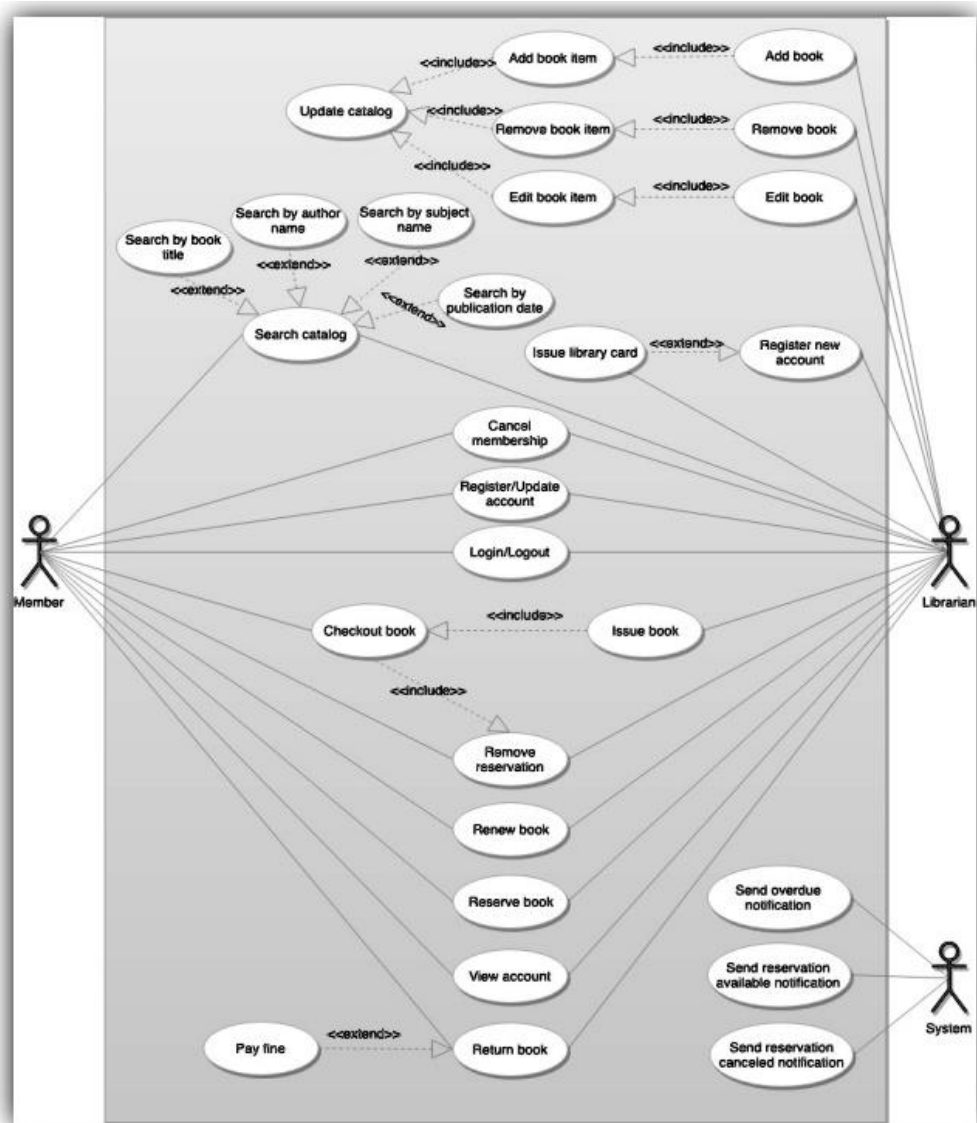 <<include>>
Add book item
<<include>>
Add book
Update catalog
<<include>>
Remove book item
<<include>>
Remove book
<<include>>
Edit book item
<<include>>
Edit book
Search by book
title
Search by author
name
Search by subject
name
<<extend>>
<<extend>>
<<extend>>
<<extend>>
Search by
publication date
Search catalog
Issue library card
<<extend>>
Register new
account
Cancel
membership
Register/Update
account
Login/Logout
Member
Librarian
Checkout book
<<include>>
Issue book
<<include>>
Remove
reservation
Renew book
Reserve book
Send overdue
notification
View account
Send reservation
available notification
System
Pay fine
<<extend>>
Return book
Send reservation
canceled notification